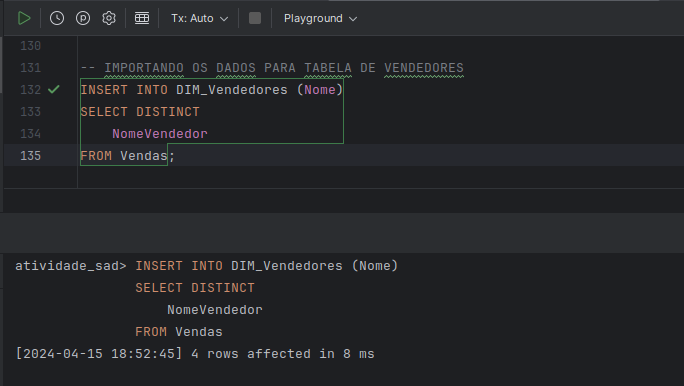 Tx: Auto
Playground
130
131 -- IMPORTANDO OS DADOS PARA TABELA DE VENDEDORES
132 INSERT INTO DIM_Vendedores (Nome)
133 SELECT DISTINCT
134 NomeVendedor
135 FROM Vendas;
atividade_sad> INSERT INTO DIM_Vendedores (Nome)
SELECT DISTINCT
NomeVendedor
FROM Vendas
[2024-04-15 18:52:45] 4 rows affected in 8 ms